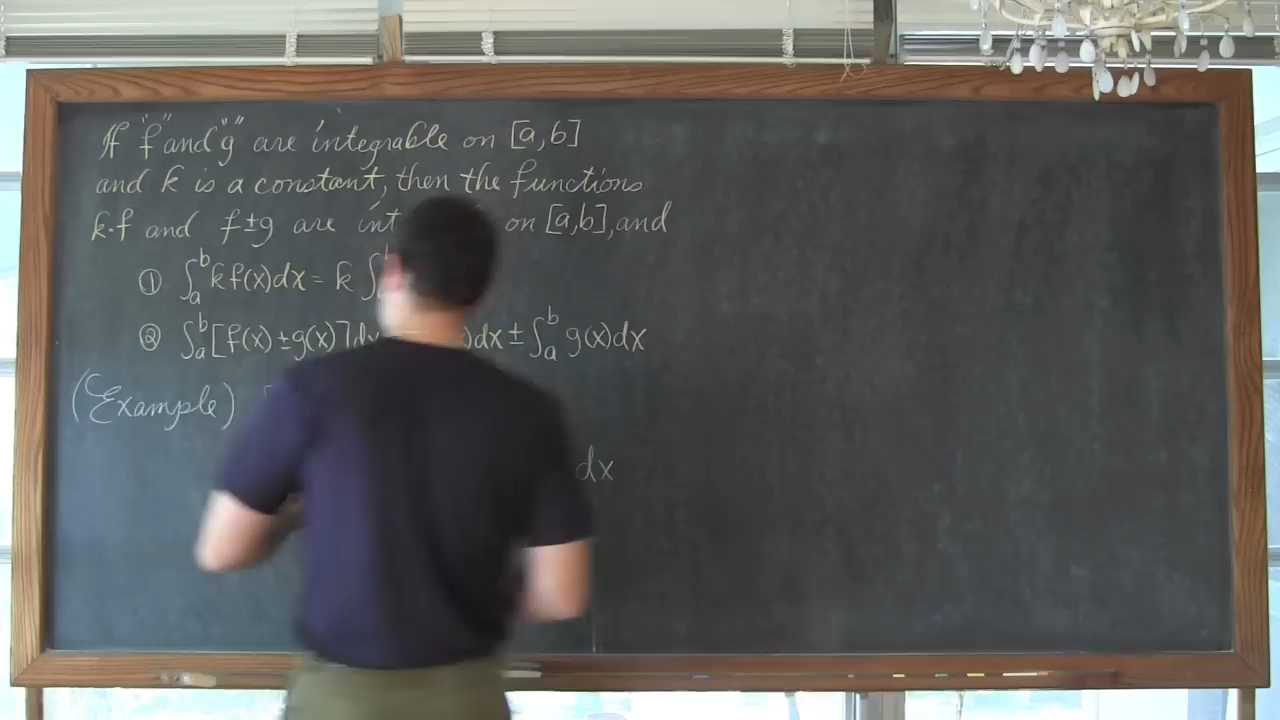 If "f" and "g" are integrable on [a,b]
and k is a constant, then the functions
k·f and f±g are int on [a,b], and
① ∫ₐᵇ k f(x)dx = k ∫
② ∫ₐᵇ [f(x) ± g(x)]dx dx ± ∫ₐᵇ g(x)dx
(Example)
dx